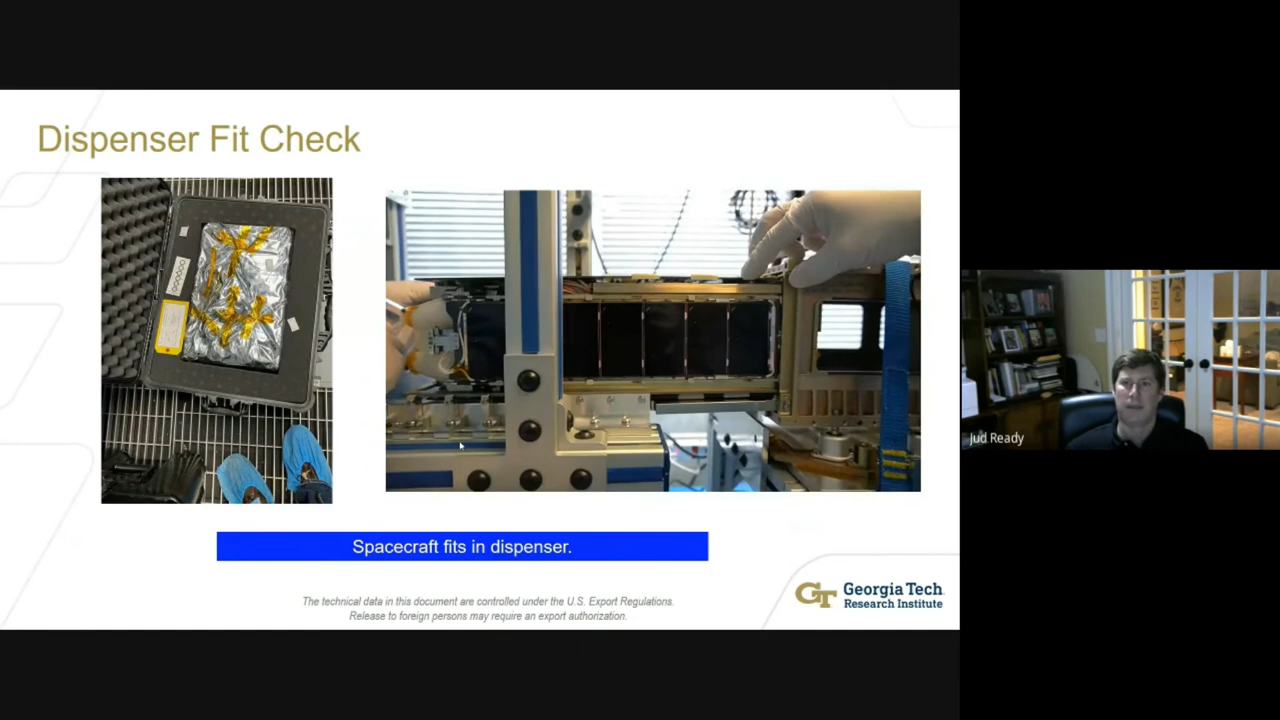 Dispenser Fit Check
Spacecraft fits in dispenser.
The technical data in this document are controlled under the U.S. Export Regulations.
Release to foreign persons may require an export authorization.
GT
Georgia Tech
Research Institute
Jud Ready